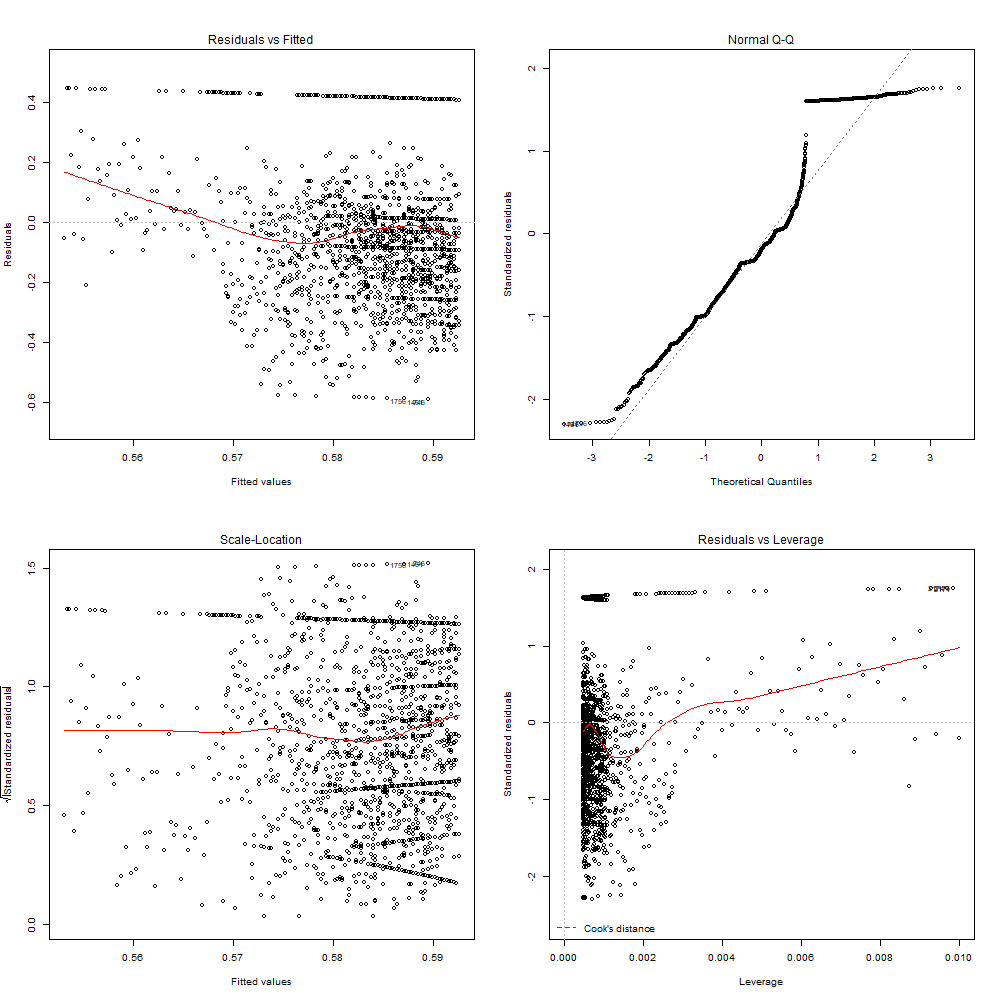 Residuals vs Fitted
Residuals
0.4
0.2
0.0
-0.2
-0.4
-0.6
1756
0.56 0.57 0.58 0.59
Fitted values
Normal Q-Q
Standardized residuals
2
1
0
-1
-2
-3 -2 -1 0 1 2 3
Theoretical Quantiles
Scale-Location
√|Standardized residuals|
1.5
1.0
0.5
0.0
0.56 0.57 0.58 0.59
Fitted values
Residuals vs Leverage
Standardized residuals
2
1
0
-1
-2
Cook's distance
0.000 0.002 0.004 0.006 0.008 0.010
Leverage